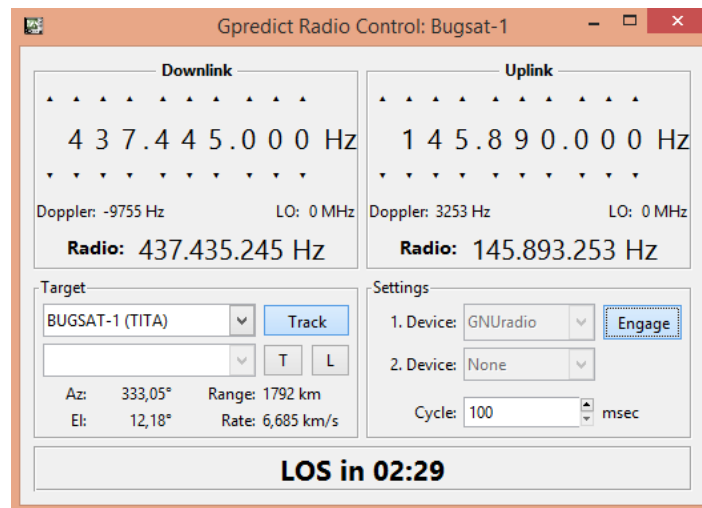 Gpredict Radio Control: Bugsat-1
Downlink
437.445.000 Hz
Doppler: -9755 Hz LO: 0 MHz
Radio: 437.435.245 Hz
Uplink
145.890.000 Hz
Doppler: 3253 Hz LO: 0 MHz
Radio: 145.893.253 Hz
Target
BUGSAT-1 (TITA) Track
T L
Az: 333,05° Range: 1792 km
El: 12,18° Rate: 6,685 km/s
Settings
1. Device: GNUradio Engage
2. Device: None
Cycle: 100 msec
LOS in 02:29